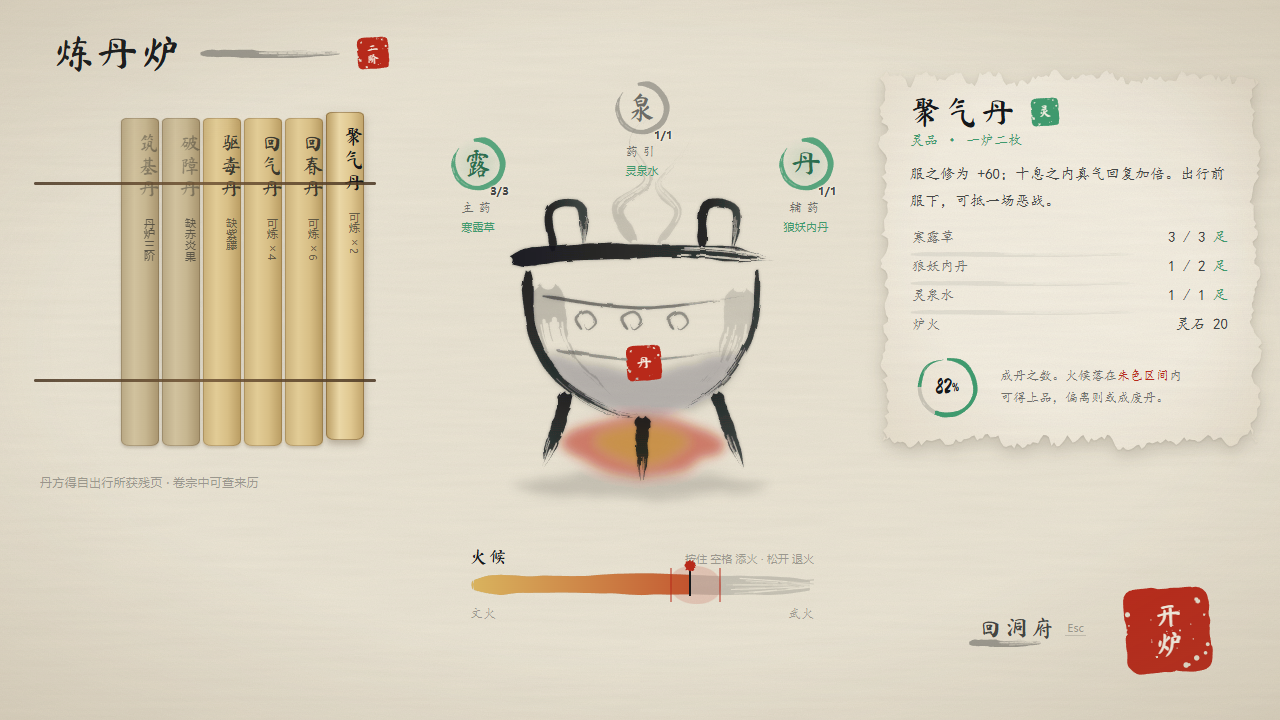 炼丹炉
二阶
筑基丹
丹炉三阶
破障丹
缺赤炎果
驱毒丹
缺紫藤
回气丹
可炼 ×4
回春丹
可炼 ×6
聚气丹
可炼 ×2
丹方得自出行所获残页 · 卷宗中可查来历
泉
1/1
药引
灵泉水
露
3/3
主药
寒露草
丹
1/1
辅药
狼妖内丹
丹
火候
按住 空格 添火 · 松开 退火
文火
武火
聚气丹
灵
灵品 • 一炉二枚
服之修为 +60；十息之内真气回复加倍。出行前
服下，可抵一场恶战。
寒露草 3 / 3 足
狼妖内丹 1 / 2 足
灵泉水 1 / 1 足
炉火 灵石 20
82%
成丹之数。火候落在朱色区间内
可得上品，偏离则或成废丹。
回洞府 Esc
开炉